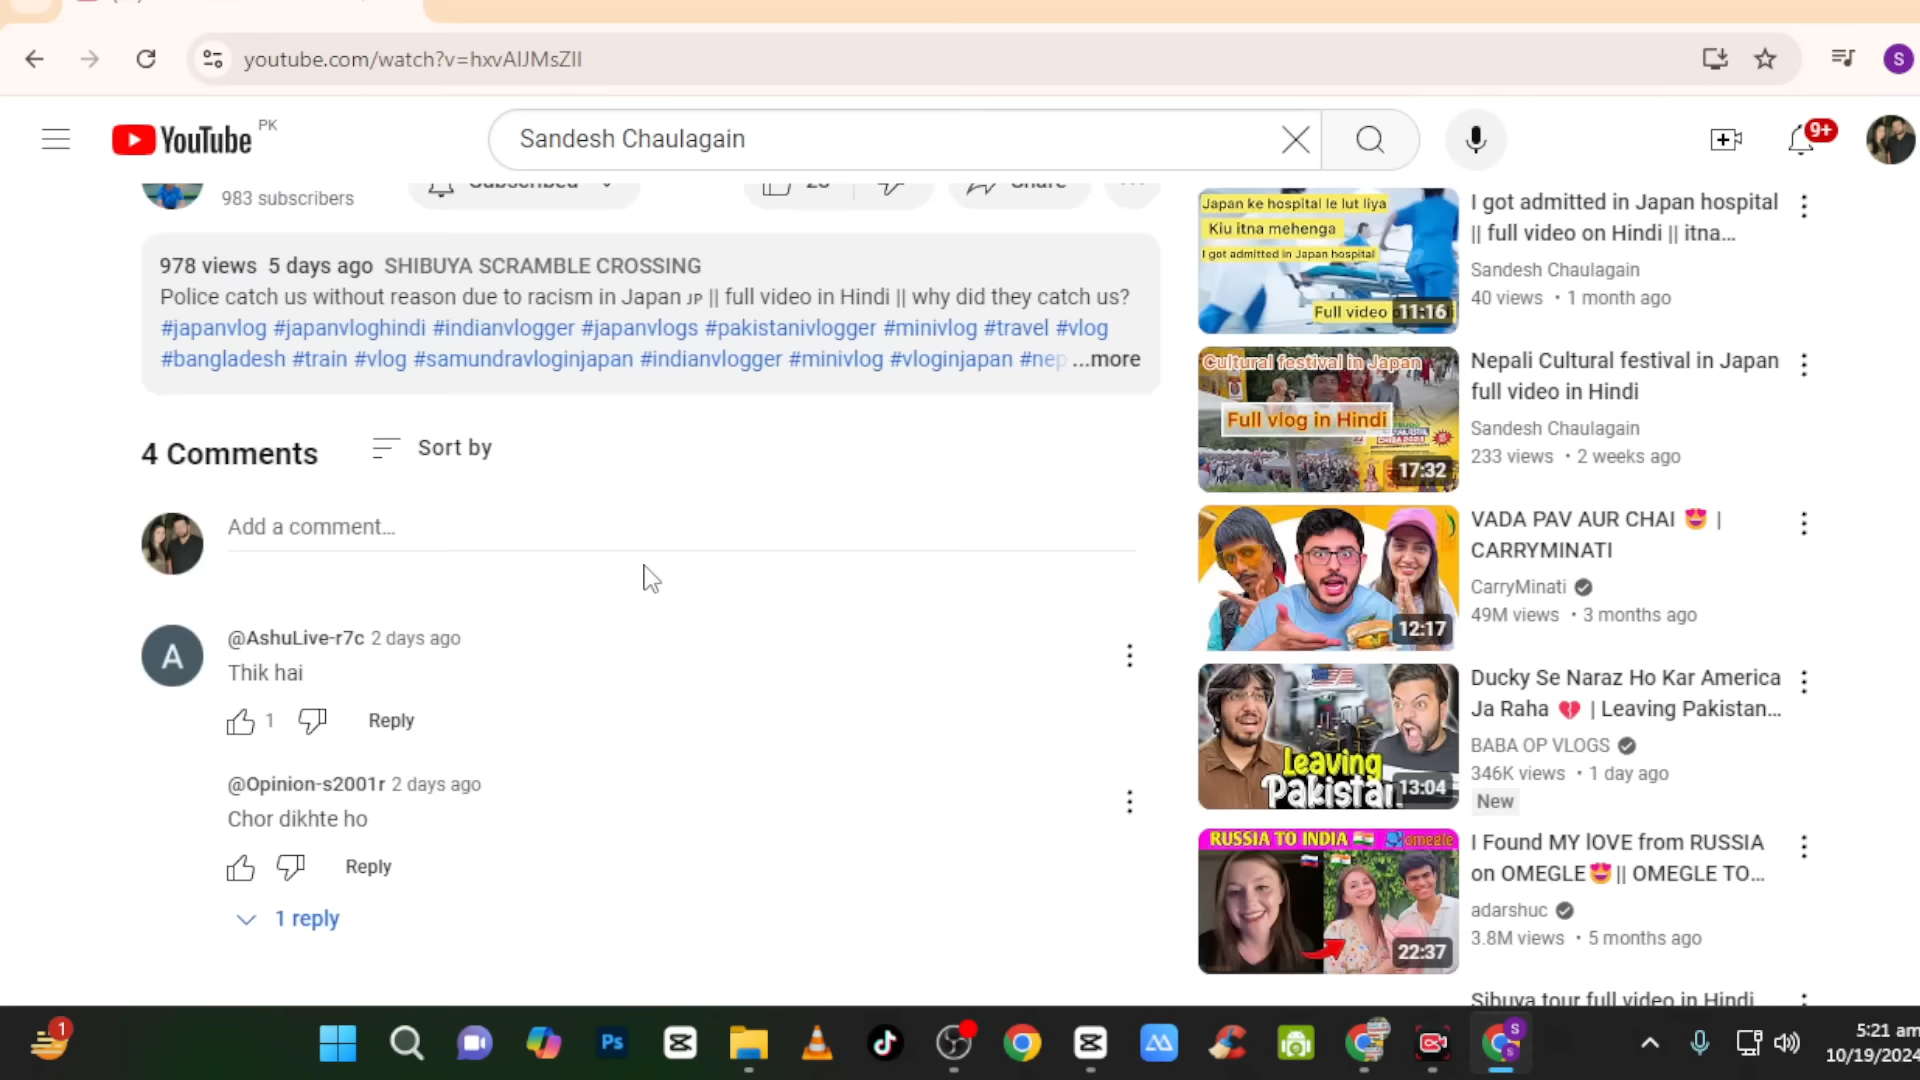 youtube.com/watch?v=hxvAlJMsZlI
S
YouTube PK
Sandesh Chaulagain
9+
983 subscribers
Subscribed
Share
978 views 5 days ago SHIBUYA SCRAMBLE CROSSING
Police catch us without reason due to racism in Japan JP || full video in Hindi || why did they catch us?
#japanvlog #japanvloghindi #indianvlogger #japanvlogs #pakistanivlogger #minivlog #travel #vlog
#bangladesh #train #vlog #samundravloginjapan #indianvlogger #minivlog #vloginjapan #nep ...more
4 Comments
Sort by
Add a comment...
A
@AshuLive-r7c 2 days ago
Thik hai
1
Reply
@Opinion-s2001r 2 days ago
Chor dikhte ho
Reply
1 reply
Japan ke hospital le lut liya
Kiu itna mehenga
I got admitted in Japan hospital
Full video
11:16
I got admitted in Japan hospital
|| full video on Hindi || itna...
Sandesh Chaulagain
40 views • 1 month ago
Cultural festival in Japan
Full vlog in Hindi
17:32
Nepali Cultural festival in Japan
full video in Hindi
Sandesh Chaulagain
233 views • 2 weeks ago
12:17
VADA PAV AUR CHAI 😍 |
CARRYMINATI
CarryMinati
49M views • 3 months ago
Leaving
Pakistan
13:04
Ducky Se Naraz Ho Kar America
Ja Raha 💔 | Leaving Pakistan...
BABA OP VLOGS
346K views • 1 day ago
New
RUSSIA TO INDIA 🇮🇳 omegle
22:37
I Found MY lOVE from RUSSIA
on OMEGLE😍|| OMEGLE TO...
adarshuc
3.8M views • 5 months ago
Sibuya tour full video in Hindi
1
Ps
S
S
5:21 am
10/19/2024